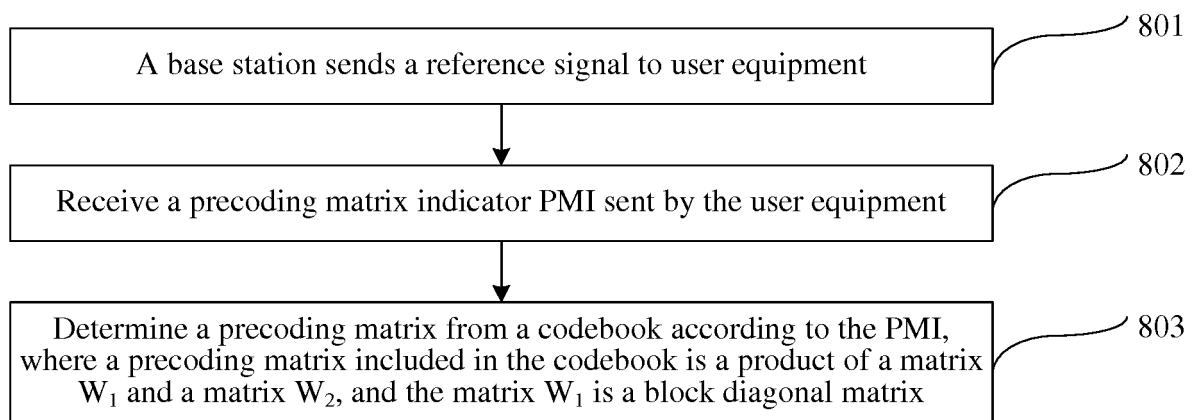 801
A base station sends a reference signal to user equipment
802
Receive a precoding matrix indicator PMI sent by the user equipment
803
Determine a precoding matrix from a codebook according to the PMI,
where a precoding matrix included in the codebook is a product of a matrix
W₁ and a matrix W₂, and the matrix W₁ is a block diagonal matrix